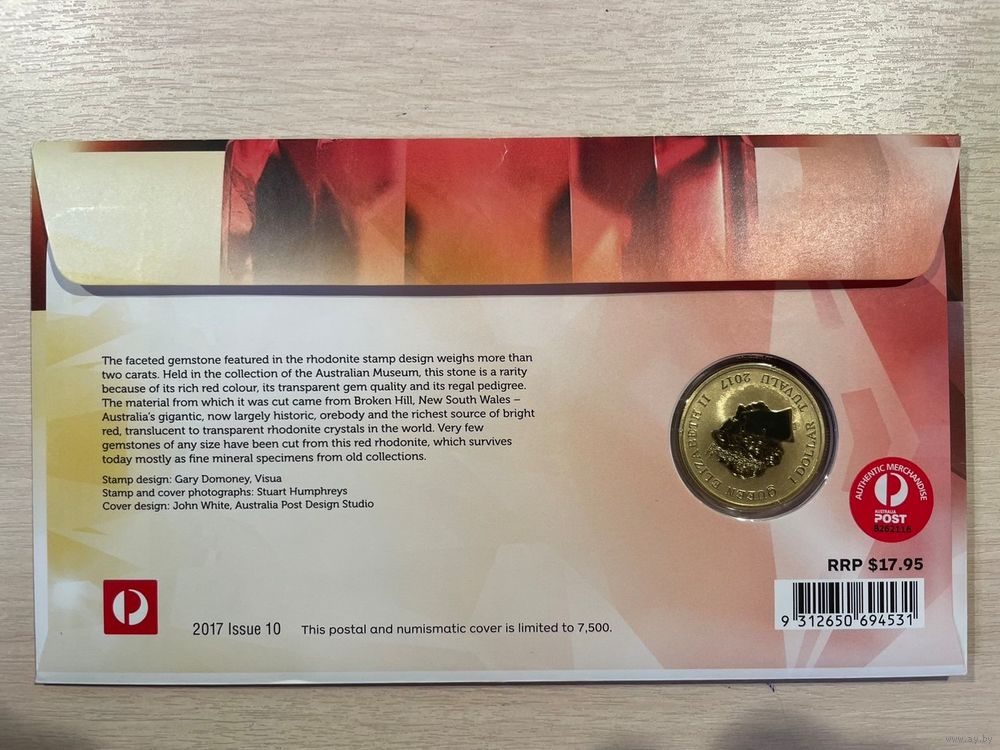 The faceted gemstone featured in the rhodonite stamp design weighs more than
two carats. Held in the collection of the Australian Museum, this stone is a rarity
because of its rich red colour, its transparent gem quality and its regal pedigree.
The material from which it was cut came from Broken Hill, New South Wales –
Australia's gigantic, now largely historic, orebody and the richest source of bright
red, translucent to transparent rhodonite crystals in the world. Very few
gemstones of any size have been cut from this red rhodonite, which survives
today mostly as fine mineral specimens from old collections.
Stamp design: Gary Domoney, Visua
Stamp and cover photographs: Stuart Humphreys
Cover design: John White, Australia Post Design Studio
QUEEN ELIZABETH II
TUVALU 2017
1 DOLLAR
AUTHENTIC MERCHANDISE
AUSTRALIA
POST
8262116
RRP $17.95
9 312650 694531
2017 Issue 10
This postal and numismatic cover is limited to 7,500.
www.ay.by